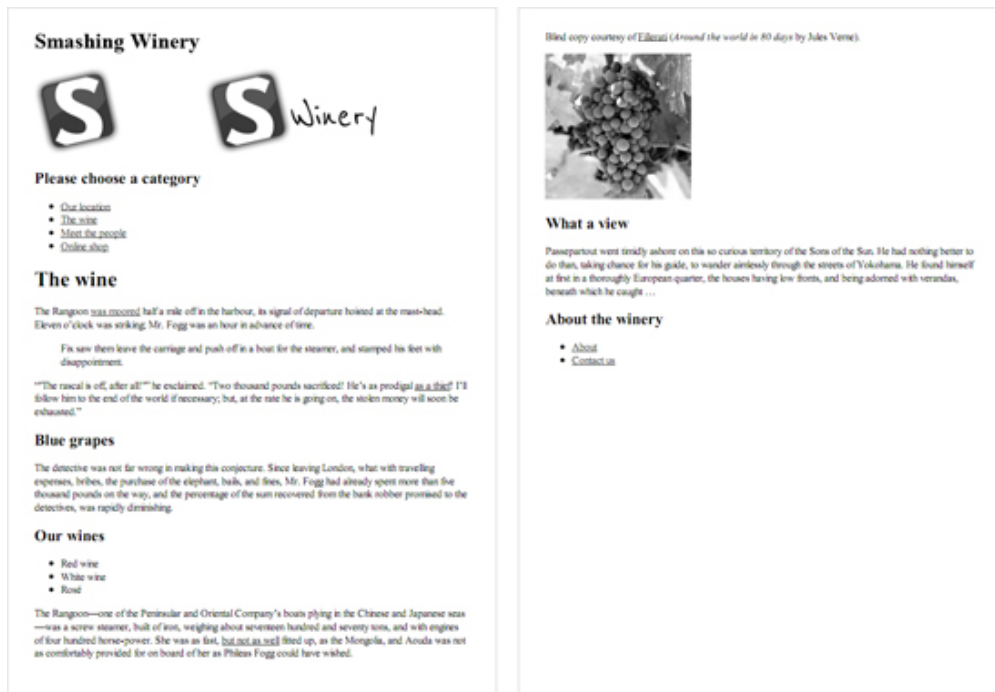 Smashing Winery
S
S Winery
Please choose a category
• Our location
• The wine
• Meet the people
• Online shop
The wine
The Rangoon was moored half a mile off in the harbour, its signal of departure hoisted at the mast-head.
Eleven o'clock was striking; Mr. Fogg was an hour in advance of time.
Fix saw them leave the carriage and push off in a boat for the steamer, and stamped his feet with
disappointment.
"“The rascal is off, after all!”" he exclaimed. “Two thousand pounds sacrificed! He's as prodigal as a thief! I'll
follow him to the end of the world if necessary; but, at the rate he is going on, the stolen money will soon be
exhausted.”
Blue grapes
The detective was not far wrong in making this conjecture. Since leaving London, what with travelling
expenses, bribes, the purchase of the elephant, bails, and fines, Mr. Fogg had already spent more than five
thousand pounds on the way, and the percentage of the sum recovered from the bank robber promised to the
detectives, was rapidly diminishing.
Our wines
• Red wine
• White wine
• Rosé
The Rangoon—one of the Peninsular and Oriental Company's boats plying in the Chinese and Japanese seas
—was a screw steamer, built of iron, weighing about seventeen hundred and seventy tons, and with engines
of four hundred horse-power. She was as fast, but not as well fitted up, as the Mongolia, and Aouda was not
as comfortably provided for on board of her as Phileas Fogg could have wished.
Blind copy courtesy of Fillerati (Around the world in 80 days by Jules Verne).
What a view
Passepartout went timidly ashore on this so curious territory of the Sons of the Sun. He had nothing better to
do than, taking chance for his guide, to wander aimlessly through the streets of Yokohama. He found himself
at first in a thoroughly European quarter, the houses having low fronts, and being adorned with verandas,
beneath which he caught …
About the winery
• About
• Contact us